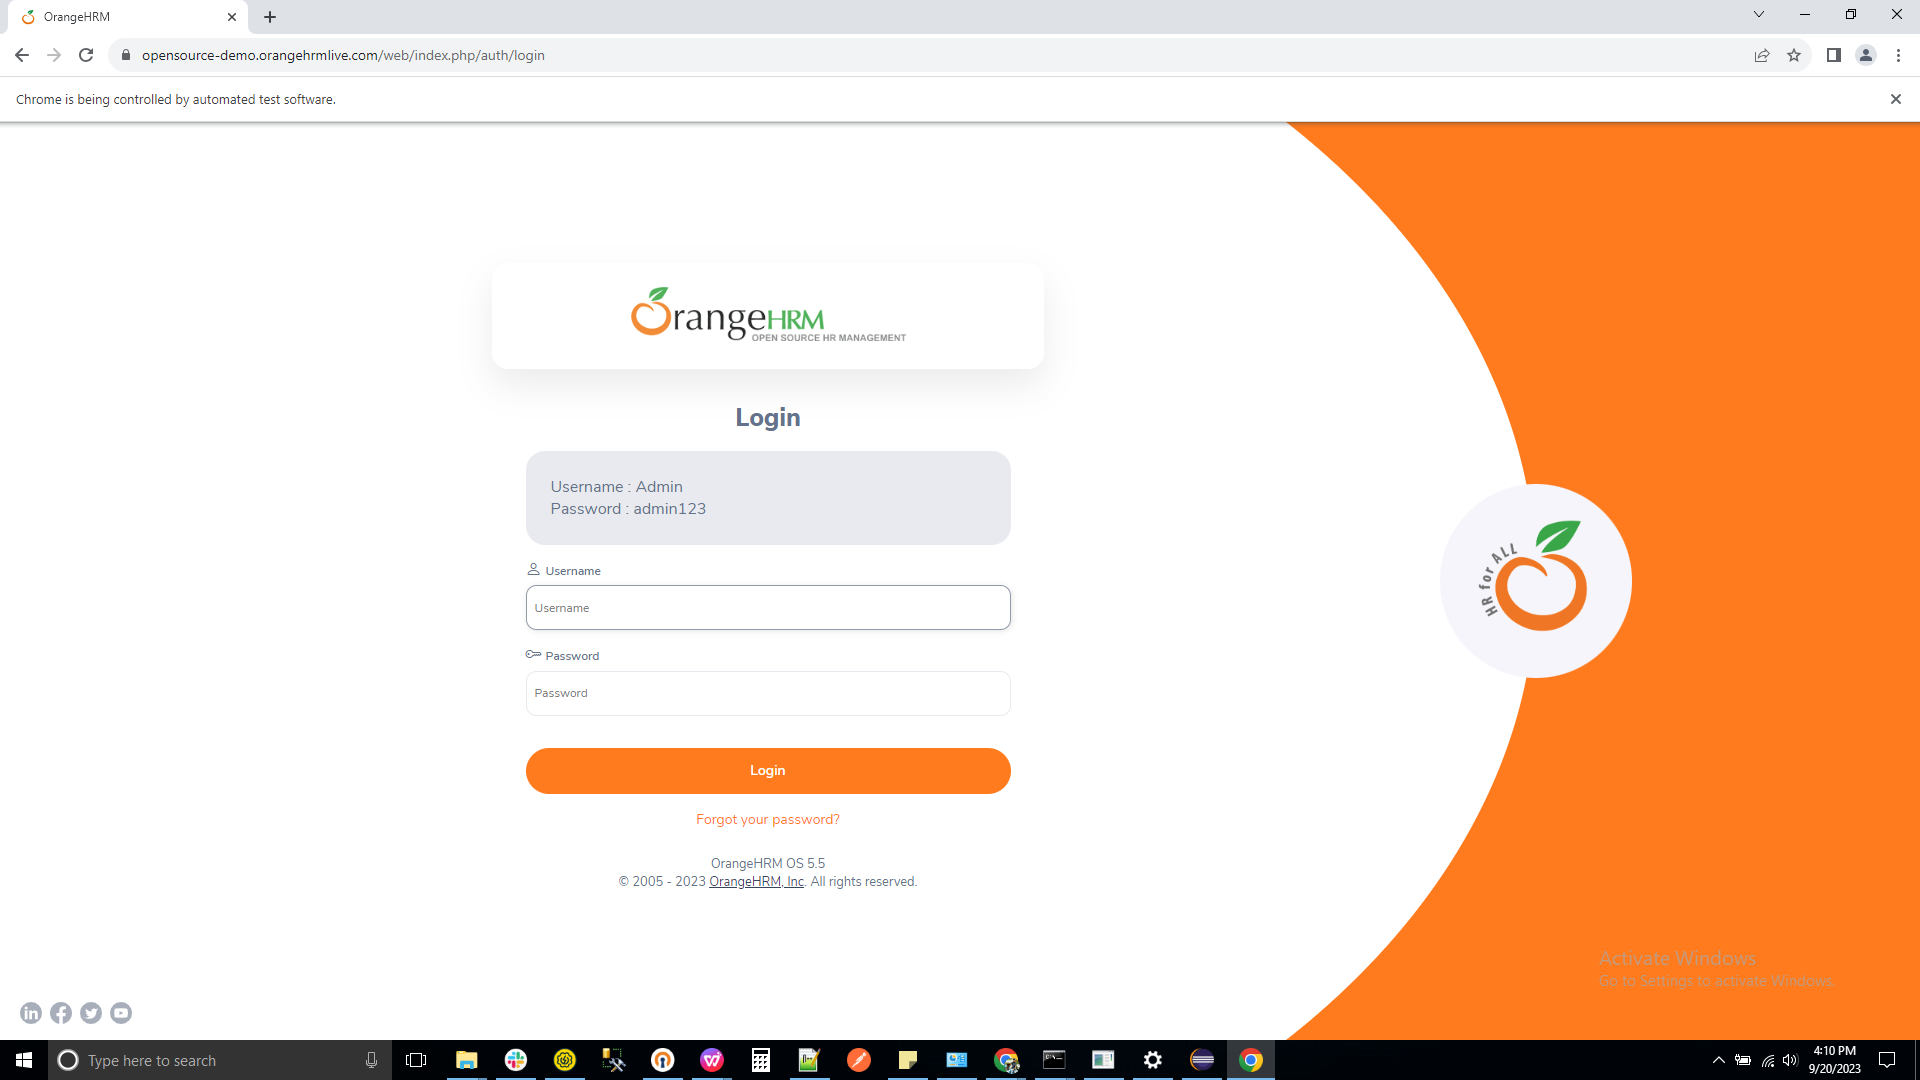 OrangeHRM
opensource-demo.orangehrmlive.com/web/index.php/auth/login
Chrome is being controlled by automated test software.
OrangeHRM
OPEN SOURCE HR MANAGEMENT
Login
Username : Admin
Password : admin123
Username
Username
Password
Password
Login
Forgot your password?
OrangeHRM OS 5.5
© 2005 - 2023 OrangeHRM, Inc. All rights reserved.
HR for ALL
Activate Windows
Go to Settings to activate Windows.
Type here to search
4:10 PM
9/20/2023